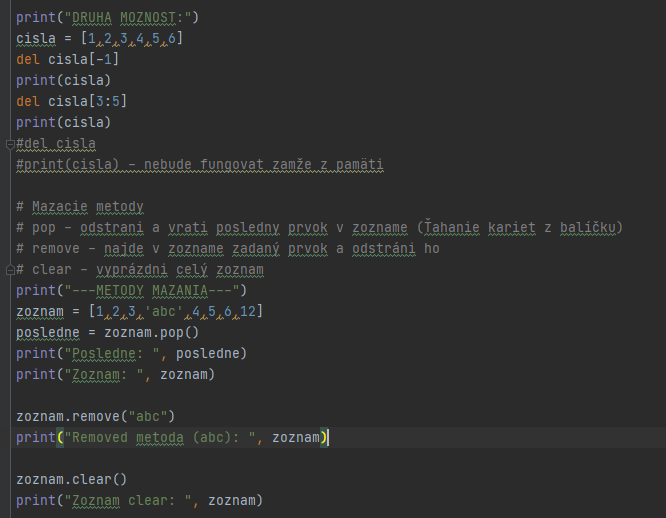 print("DRUHA MOZNOST:")
cisla = [1,2,3,4,5,6]
del cisla[-1]
print(cisla)
del cisla[3:5]
print(cisla)
#del cisla
#print(cisla) - nebude fungovat zamže z pamäti
# Mazacie metody
# pop - odstrani a vrati posledny prvok v zozname (Ťahanie kariet z balíčku)
# remove - najde v zozname zadaný prvok a odstráni ho
# clear - vyprázdni celý zoznam
print("---METODY MAZANIA---")
zoznam = [1,2,3,'abc',4,5,6,12]
posledne = zoznam.pop()
print("Posledne: ", posledne)
print("Zoznam: ", zoznam)
zoznam.remove("abc")
print("Removed metoda (abc): ", zoznam)
zoznam.clear()
print("Zoznam clear: ", zoznam)